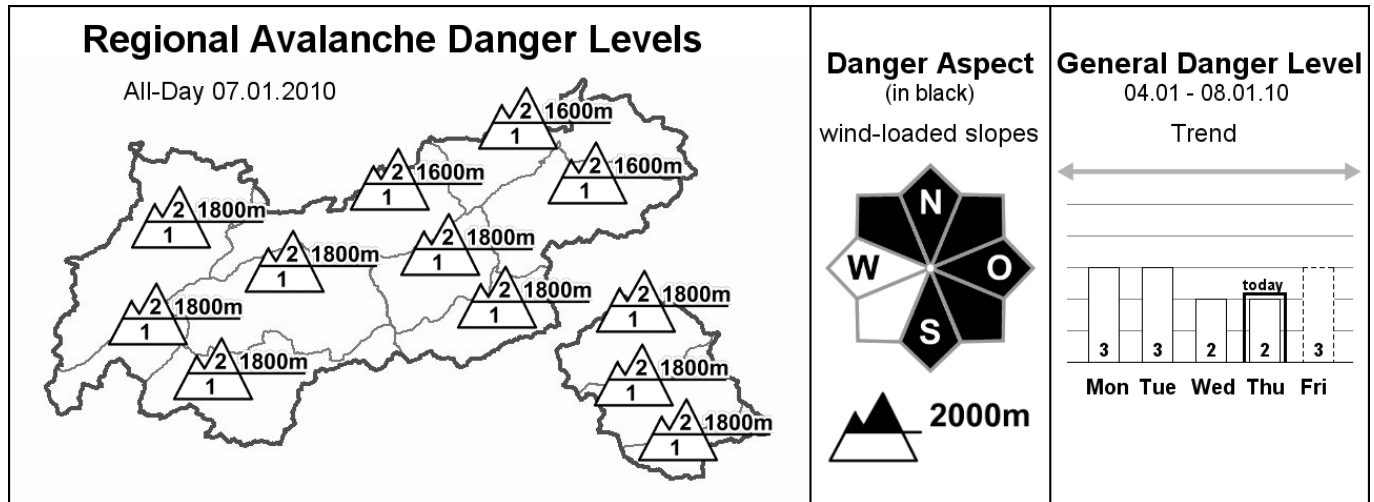 Regional Avalanche Danger Levels
All-Day 07.01.2010
2 1600m
1
2 1600m
1
2 1600m
1
2 1800m
1
2 1800m
1
2 1800m
1
2 1800m
1
2 1800m
1
2 1800m
1
2 1800m
1
2 1800m
1
2 1800m
1
Danger Aspect
(in black)
wind-loaded slopes
N
W O
S
2000m
General Danger Level
04.01 - 08.01.10
Trend
today
3 3 2 2 3
Mon Tue Wed Thu Fri